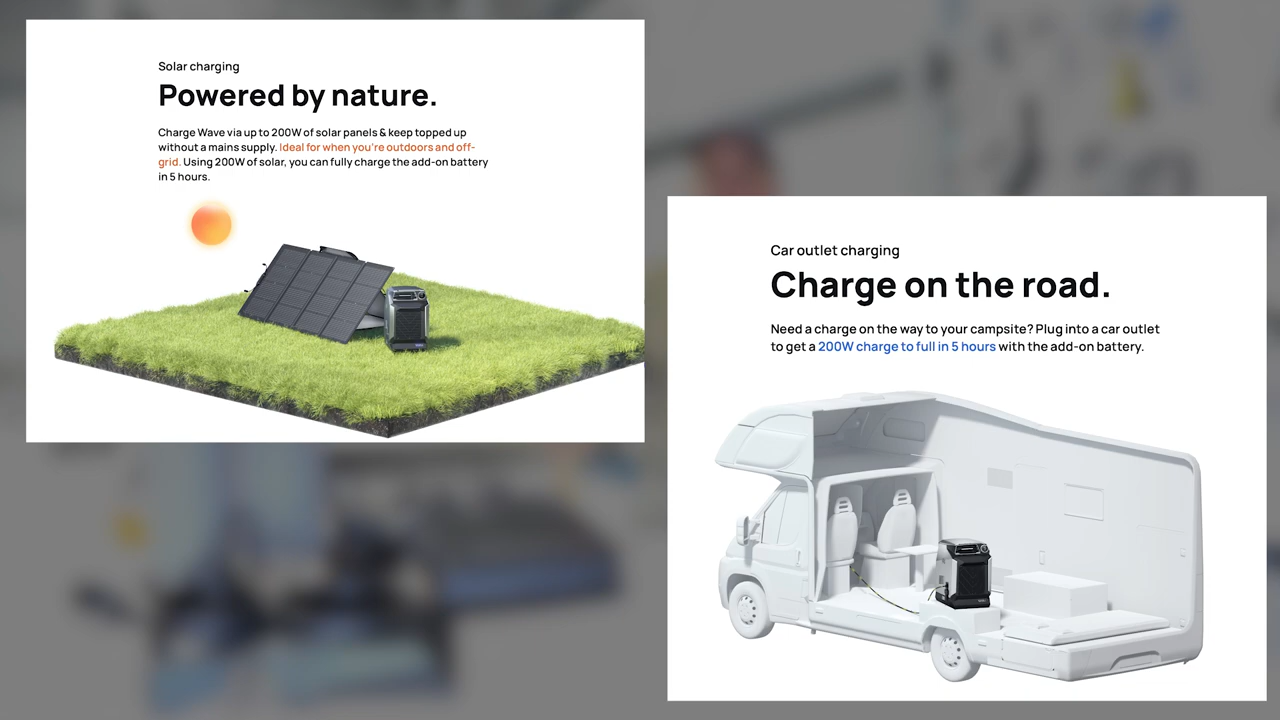 Solar charging
Powered by nature.
Charge Wave via up to 200W of solar panels & keep topped up
without a mains supply. Ideal for when you're outdoors and off-
grid. Using 200W of solar, you can fully charge the add-on battery
in 5 hours.
Car outlet charging
Charge on the road.
Need a charge on the way to your campsite? Plug into a car outlet
to get a 200W charge to full in 5 hours with the add-on battery.